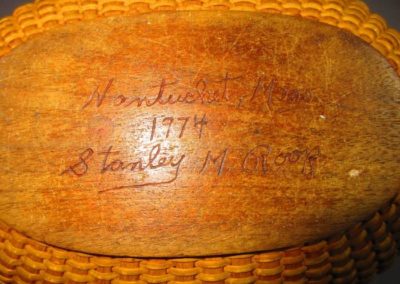 Nantucket, Mass.
1974
Stanley M. Roop